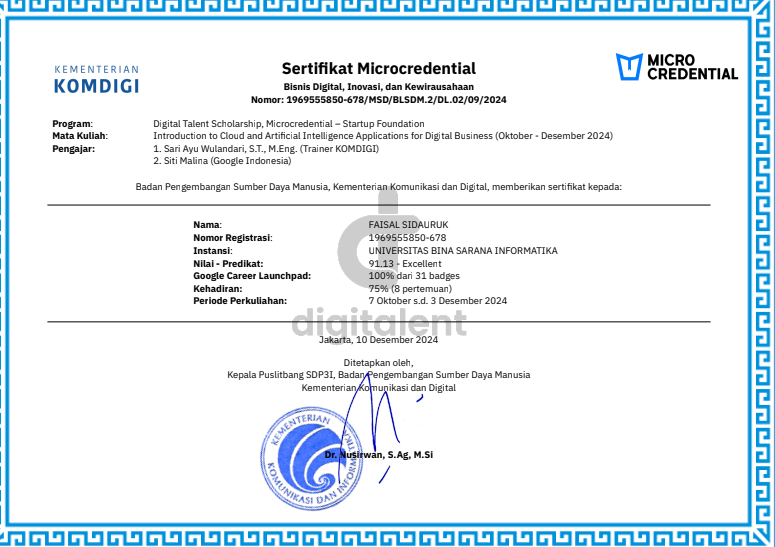 KEMENTERIAN
KOMDIGI
Sertifikat Microcredential
Bisnis Digital, Inovasi, dan Kewirausahaan
Nomor: 1969555850-678/MSD/BLSDM.2/DL.02/09/2024
MICRO
CREDENTIAL
Program: Digital Talent Scholarship, Microcredential – Startup Foundation
Mata Kuliah: Introduction to Cloud and Artificial Intelligence Applications for Digital Business (Oktober - Desember 2024)
Pengajar: 1. Sari Ayu Wulandari, S.T., M.Eng. (Trainer KOMDIGI)
2. Siti Malina (Google Indonesia)
Badan Pengembangan Sumber Daya Manusia, Kementerian Komunikasi dan Digital, memberikan sertifikat kepada:
Nama: FAISAL SIDAURUK
Nomor Registrasi: 1969555850-678
Instansi: UNIVERSITAS BINA SARANA INFORMATIKA
Nilai - Predikat: 91.13 - Excellent
Google Career Launchpad: 100% dari 31 badges
Kehadiran: 75% (8 pertemuan)
Periode Perkuliahan: 7 Oktober s.d. 3 Desember 2024
digitalent
Jakarta, 10 Desember 2024
Ditetapkan oleh,
Kepala Puslitbang SDP3I, Badan Pengembangan Sumber Daya Manusia
Kementerian Komunikasi dan Digital
KEMENTERIAN
KOMUNIKASI DAN INFORMATIKA
Dr. Nusirwan, S.Ag, M.Si